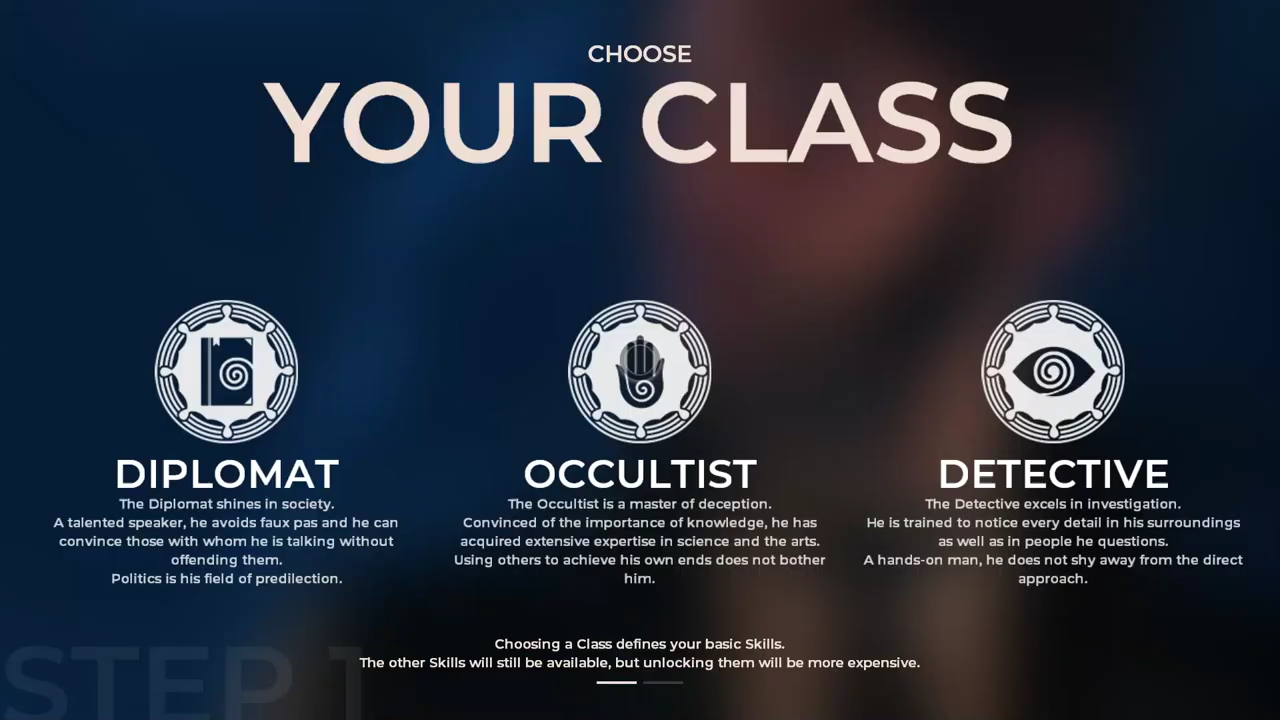 CHOOSE
YOUR CLASS
DIPLOMAT
The Diplomat shines in society.
A talented speaker, he avoids faux pas and he can
convince those with whom he is talking without
offending them.
Politics is his field of predilection.
OCCULTIST
The Occultist is a master of deception.
Convinced of the importance of knowledge, he has
acquired extensive expertise in science and the arts.
Using others to achieve his own ends does not bother
him.
DETECTIVE
The Detective excels in investigation.
He is trained to notice every detail in his surroundings
as well as in people he questions.
A hands-on man, he does not shy away from the direct
approach.
Choosing a Class defines your basic Skills.
The other Skills will still be available, but unlocking them will be more expensive.
STEP 1